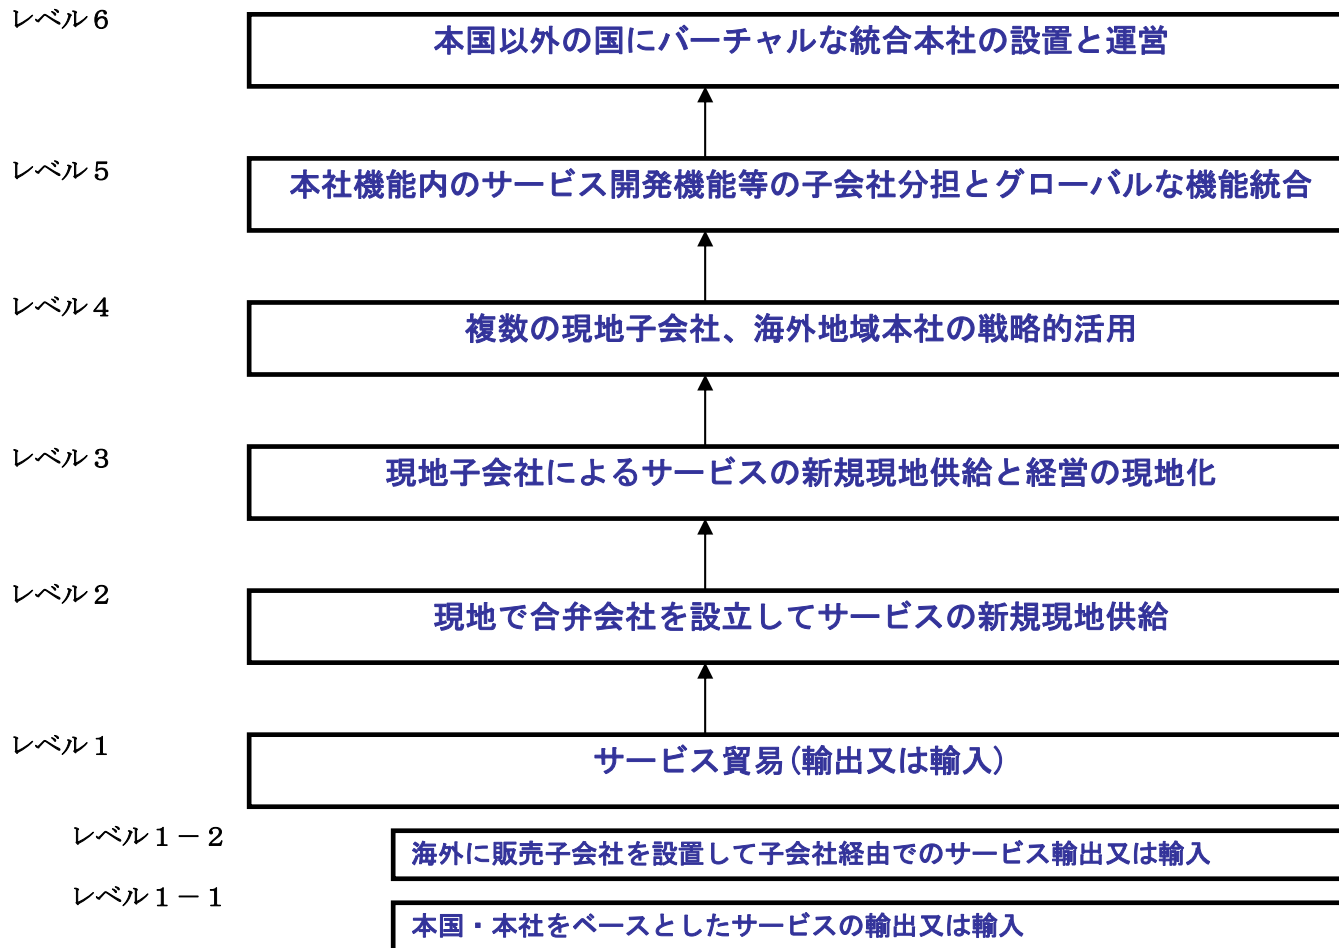 レベル６
本国以外の国にバーチャルな統合本社の設置と運営
レベル５
本社機能内のサービス開発機能等の子会社分担とグローバルな機能統合
レベル４
複数の現地子会社、海外地域本社の戦略的活用
レベル３
現地子会社によるサービスの新規現地供給と経営の現地化
レベル２
現地で合弁会社を設立してサービスの新規現地供給
レベル１
サービス貿易(輸出又は輸入)
レベル１－２
海外に販売子会社を設置して子会社経由でのサービス輸出又は輸入
レベル１－１
本国・本社をベースとしたサービスの輸出又は輸入